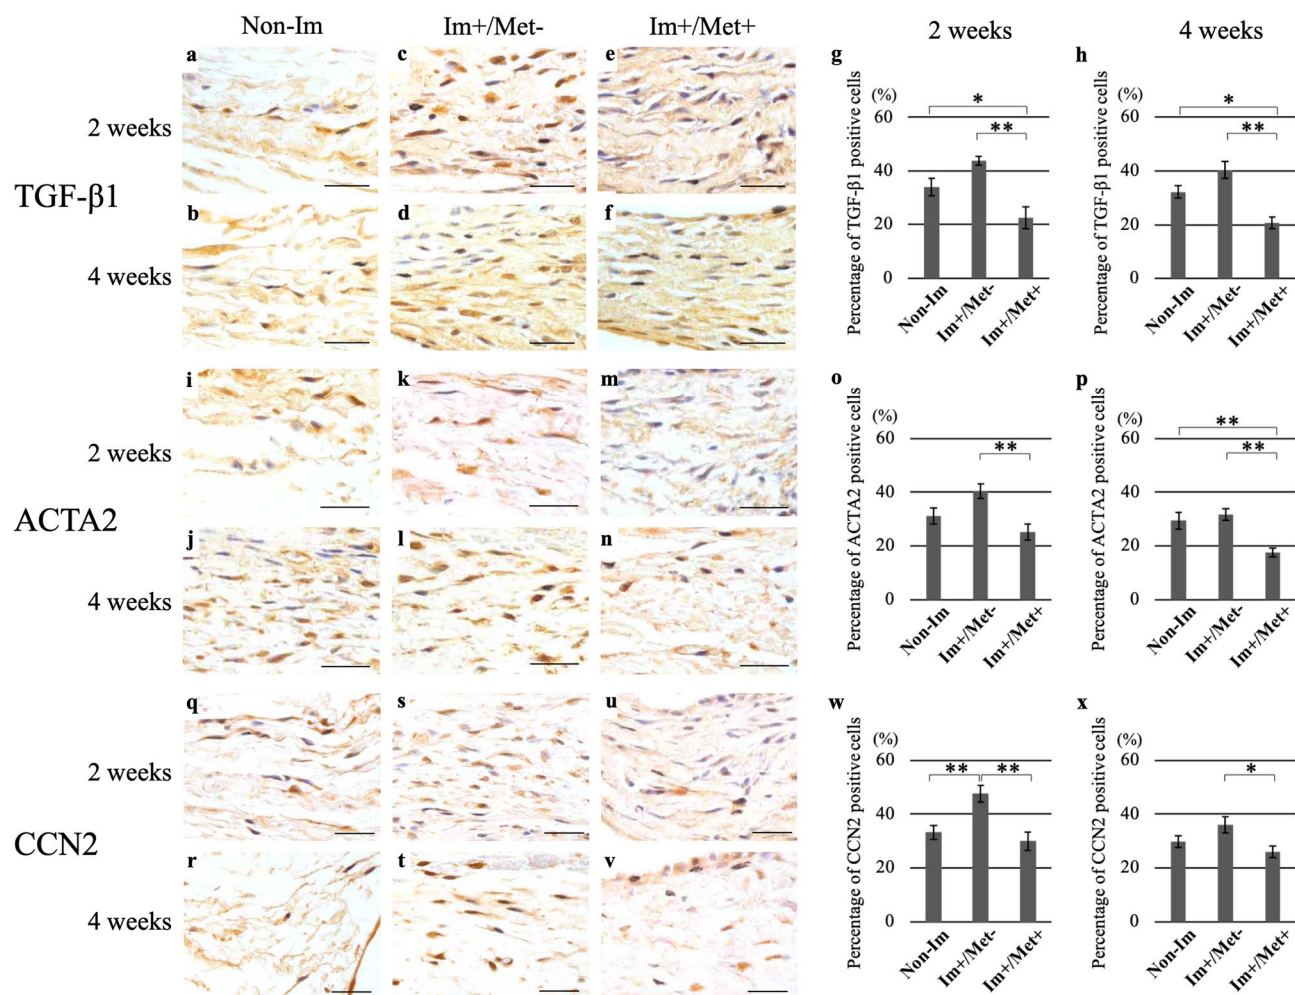 Non-Im Im+/Met- Im+/Met+ 2 weeks 4 weeks
a c e g h
2 weeks
TGF-β1
b d f
4 weeks
(%)
60
40
20
0
Percentage of TGF-β1 positive cells
* **
Non-Im Im+/Met- Im+/Met+
(%)
60
40
20
0
Percentage of TGF-β1 positive cells
* **
Non-Im Im+/Met- Im+/Met+
i k m o p
2 weeks
ACTA2
j l n
4 weeks
(%)
60
40
20
0
Percentage of ACTA2 positive cells
**
Non-Im Im+/Met- Im+/Met+
(%)
60
40
20
0
Percentage of ACTA2 positive cells
** **
Non-Im Im+/Met- Im+/Met+
q s u w x
2 weeks
CCN2
r t v
4 weeks
(%)
60
40
20
0
Percentage of CCN2 positive cells
** **
Non-Im Im+/Met- Im+/Met+
(%)
60
40
20
0
Percentage of CCN2 positive cells
*
Non-Im Im+/Met- Im+/Met+